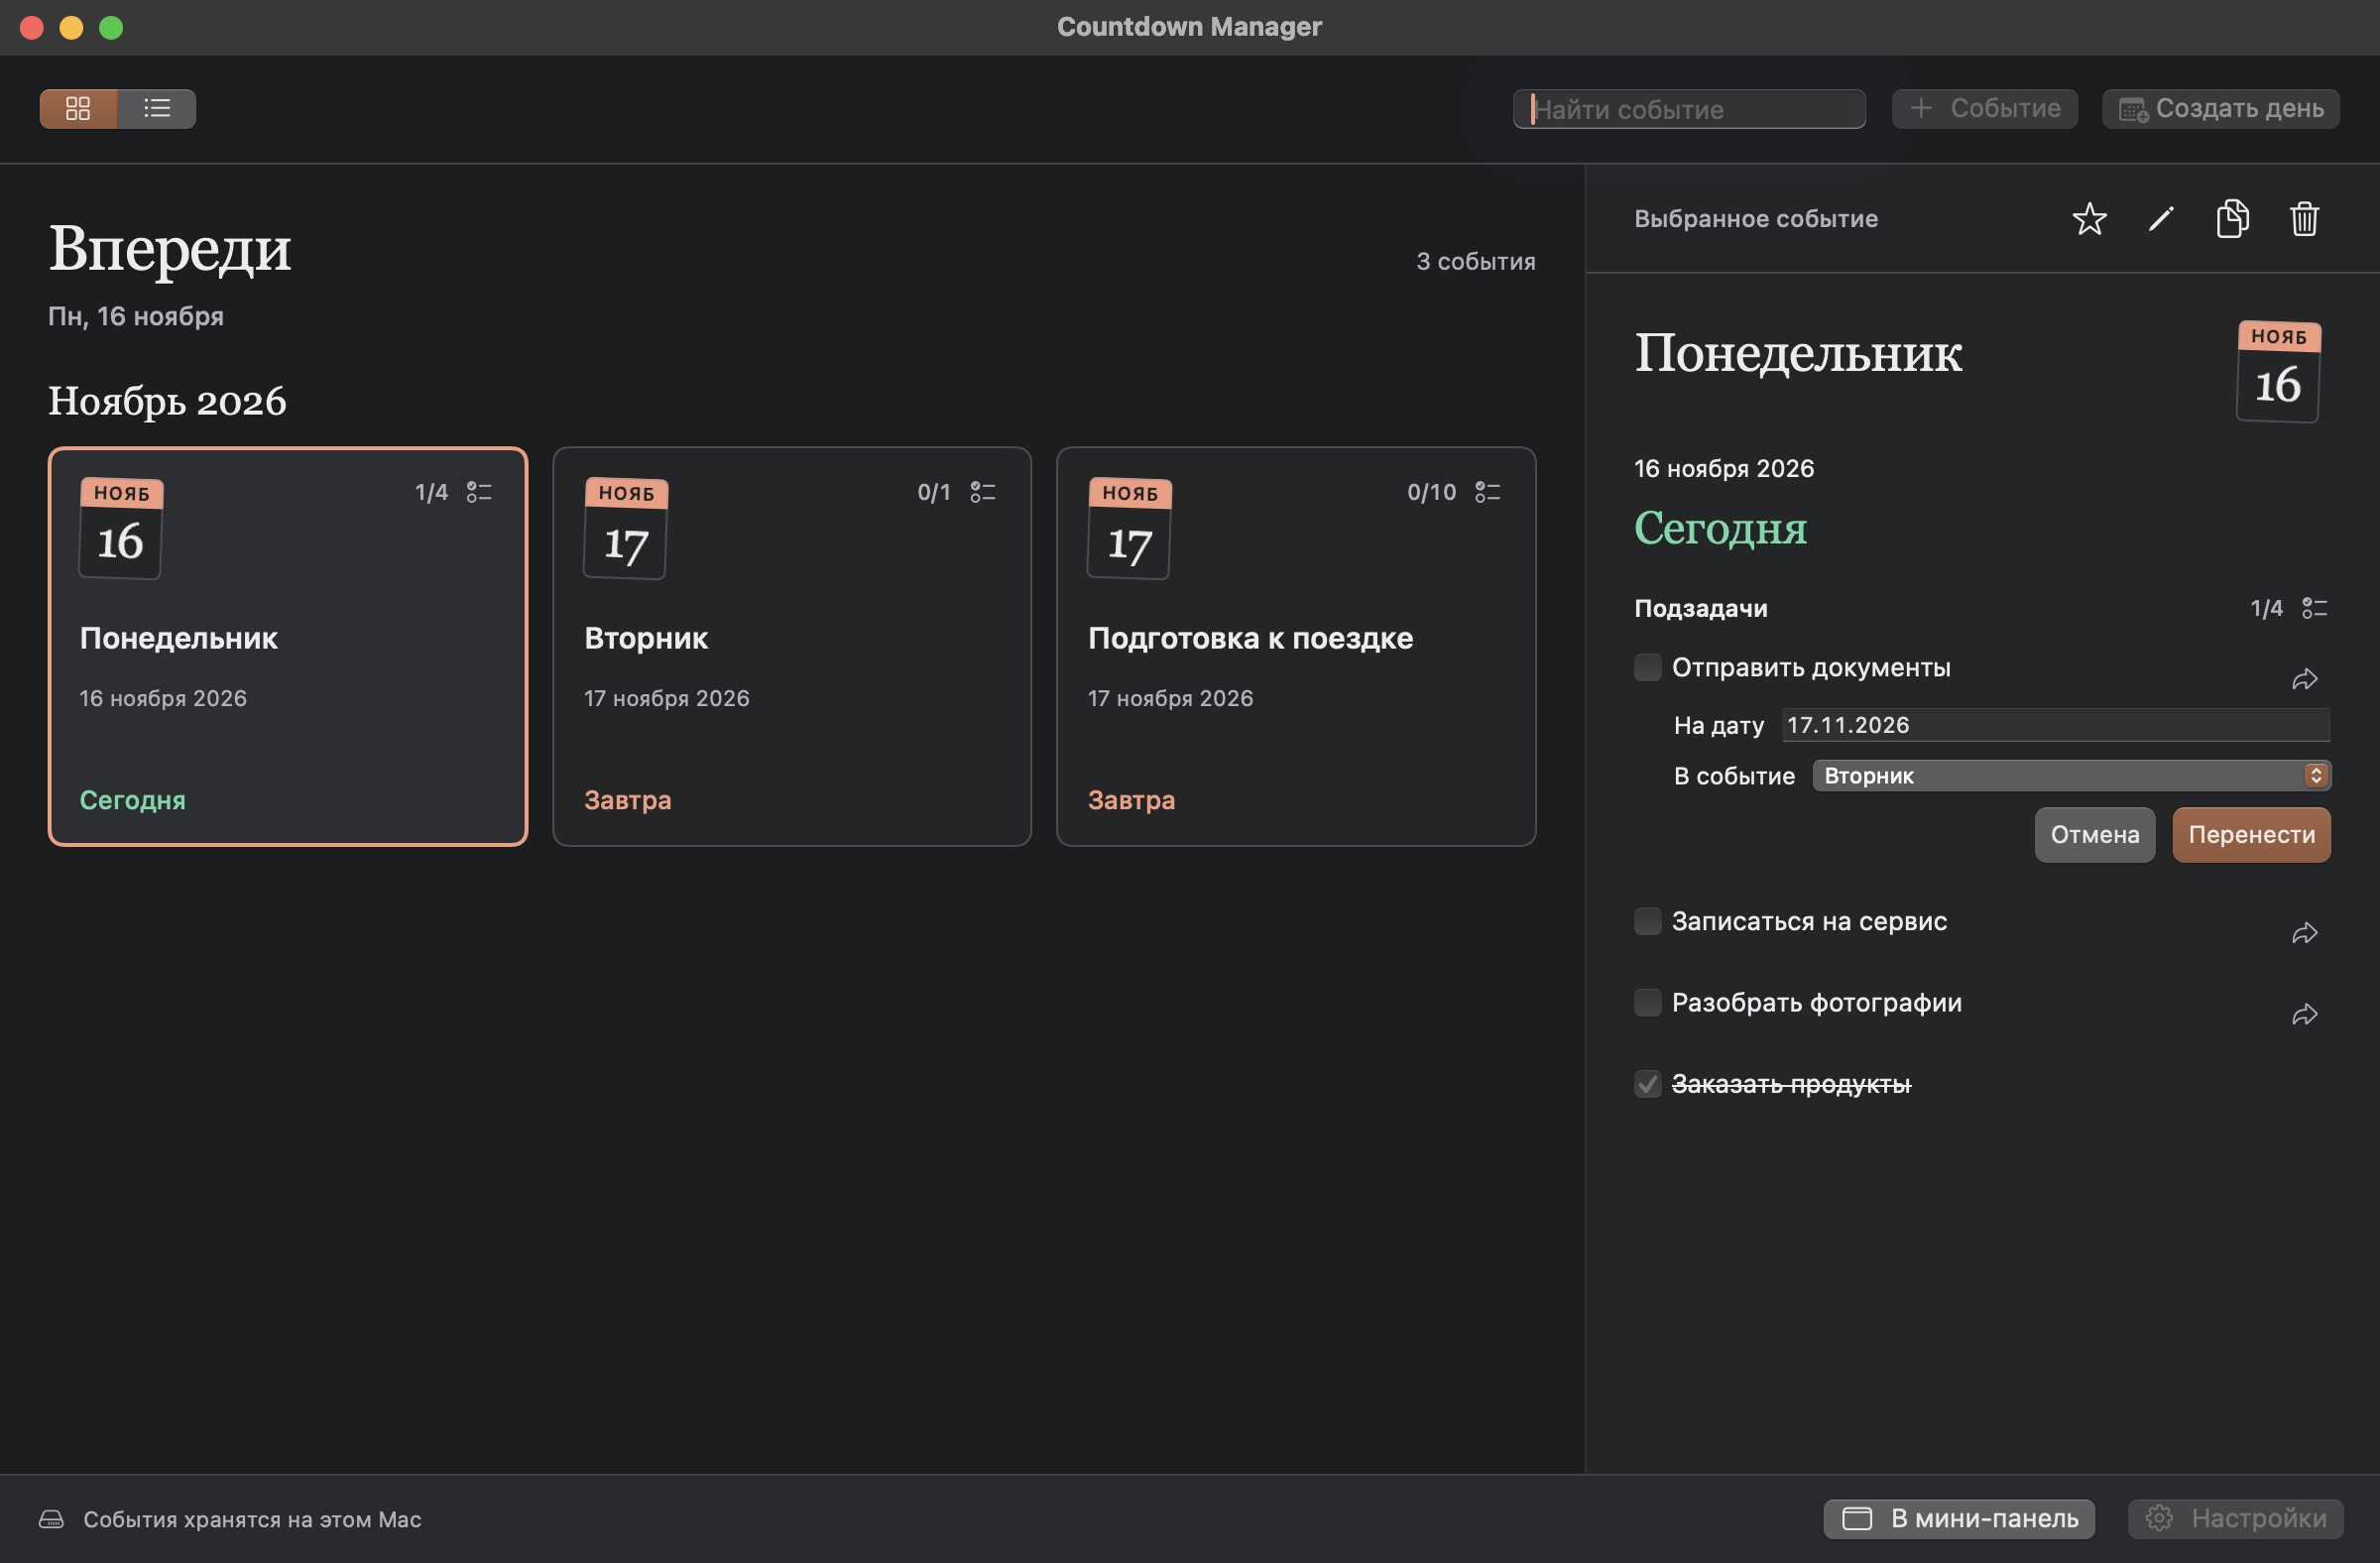 Countdown Manager
Найти событие
Событие
Создать день
Впереди
3 события
Пн, 16 ноября
Ноябрь 2026
НОЯБ
16
1/4
Понедельник
16 ноября 2026
Сегодня
НОЯБ
17
0/1
Вторник
17 ноября 2026
Завтра
НОЯБ
17
0/10
Подготовка к поездке
17 ноября 2026
Завтра
Выбранное событие
Понедельник
НОЯБ
16
16 ноября 2026
Сегодня
Подзадачи 1/4
Отправить документы
На дату 17.11.2026
В событие Вторник
Отмена Перенести
Записаться на сервис
Разобрать фотографии
Заказать продукты
События хранятся на этом Mac
В мини-панель
Настройки